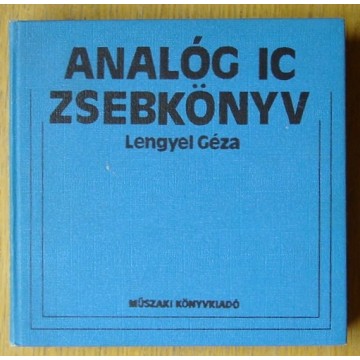 ANALÓG IC
ZSEBKÖNYV
Lengyel Géza
MŰSZAKI KÖNYVKIADÓ